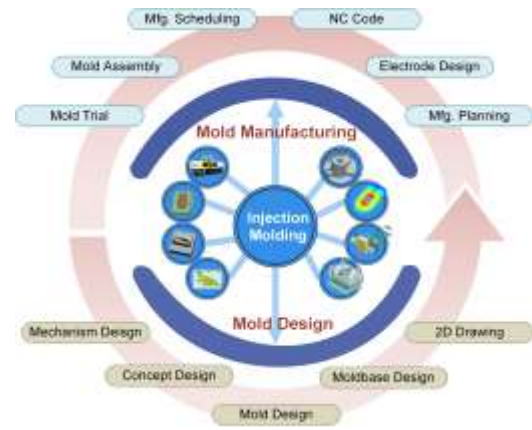 Mfg. Scheduling
NC Code
Mold Assembly
Electrode Design
Mold Trial
Mfg. Planning
Mold Manufacturing
Injection
Molding
Mold Design
Mechanism Design
2D Drawing
Concept Design
Moldbase Design
Mold Design